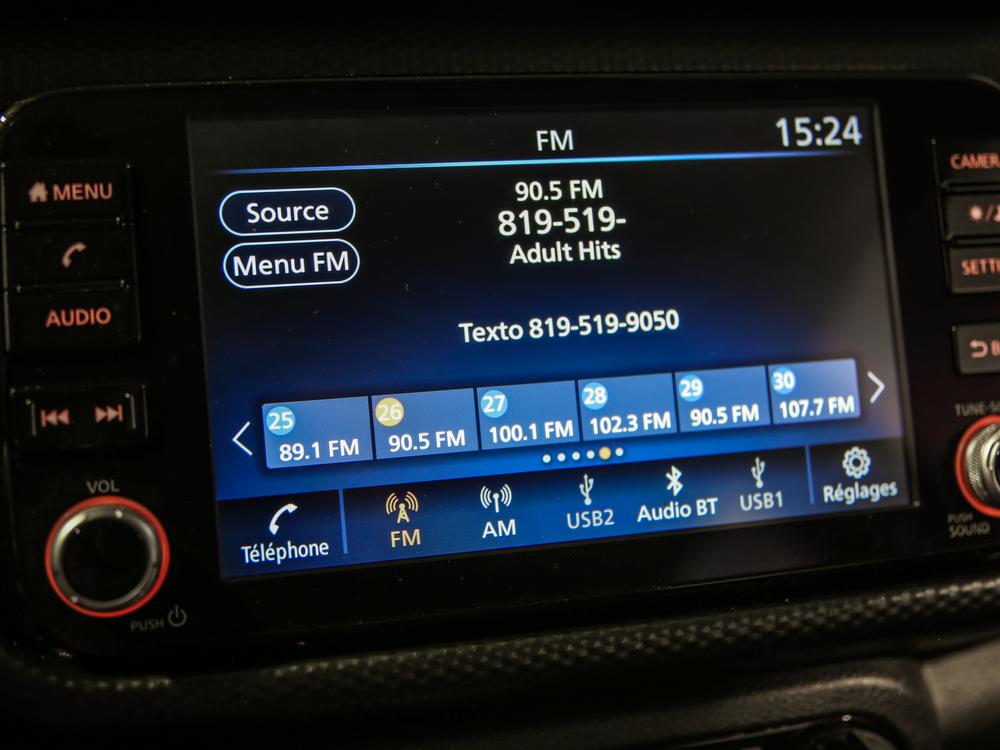 FM
15:24
MENU
Source
90.5 FM
819-519-
Adult Hits
Menu FM
AUDIO
Texto 819-519-9050
25
26
27
28
29
30
89.1 FM
90.5 FM
100.1 FM
102.3 FM
90.5 FM
107.7 FM
Téléphone
FM
AM
USB2
Audio BT
USB1
Réglages
VOL
PUSH
PUSH
SOUND